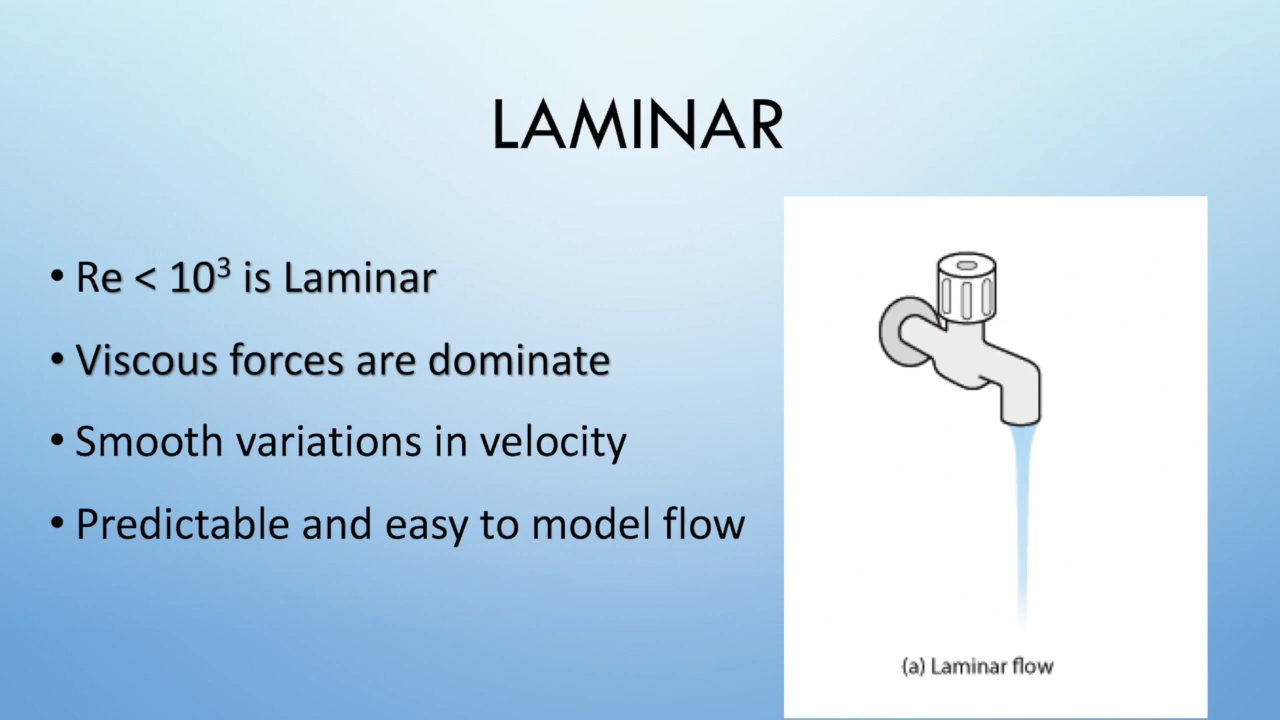 LAMINAR
• Re < 10³ is Laminar
• Viscous forces are dominate
• Smooth variations in velocity
• Predictable and easy to model flow
(a) Laminar flow